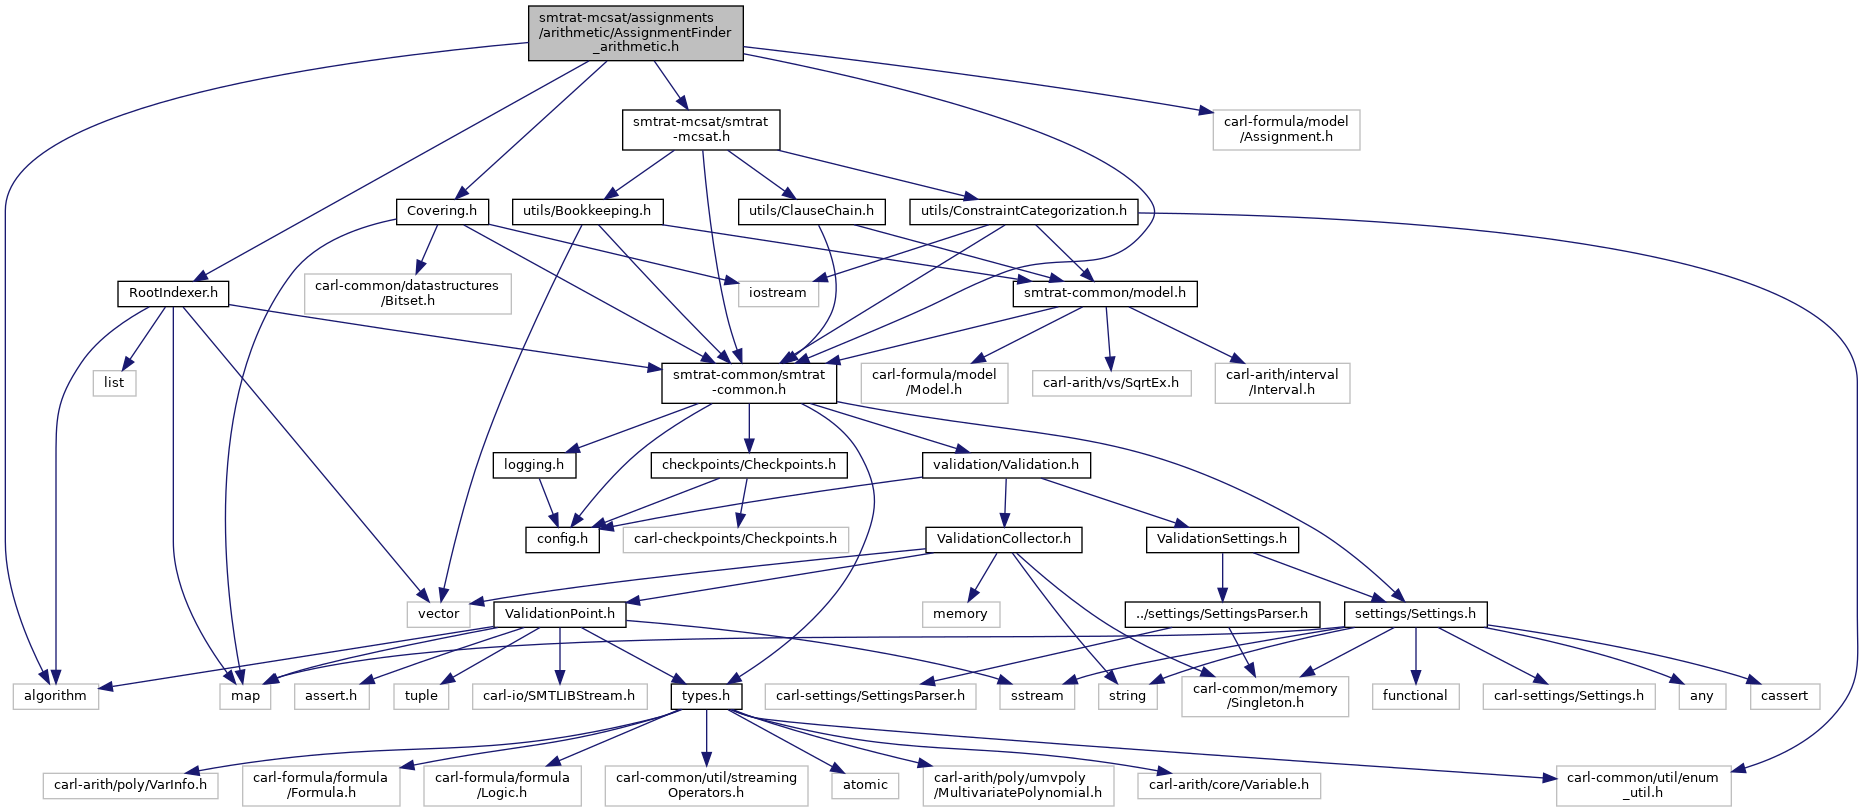 smtrat-mcsat/assignments
/arithmetic/AssignmentFinder
_arithmetic.h
smtrat-mcsat/smtrat
-mcsat.h
carl-formula/model
/Assignment.h
Covering.h
utils/Bookkeeping.h
utils/ClauseChain.h
utils/ConstraintCategorization.h
RootIndexer.h
carl-common/datastructures
/Bitset.h
iostream
smtrat-common/model.h
list
smtrat-common/smtrat
-common.h
carl-formula/model
/Model.h
carl-arith/vs/SqrtEx.h
carl-arith/interval
/Interval.h
logging.h
checkpoints/Checkpoints.h
validation/Validation.h
config.h
carl-checkpoints/Checkpoints.h
ValidationCollector.h
ValidationSettings.h
vector
ValidationPoint.h
memory
../settings/SettingsParser.h
settings/Settings.h
algorithm
map
assert.h
tuple
carl-io/SMTLIBStream.h
types.h
carl-settings/SettingsParser.h
sstream
string
carl-common/memory
/Singleton.h
functional
carl-settings/Settings.h
any
cassert
carl-arith/poly/VarInfo.h
carl-formula/formula
/Formula.h
carl-formula/formula
/Logic.h
carl-common/util/streaming
Operators.h
atomic
carl-arith/poly/umvpoly
/MultivariatePolynomial.h
carl-arith/core/Variable.h
carl-common/util/enum
_util.h